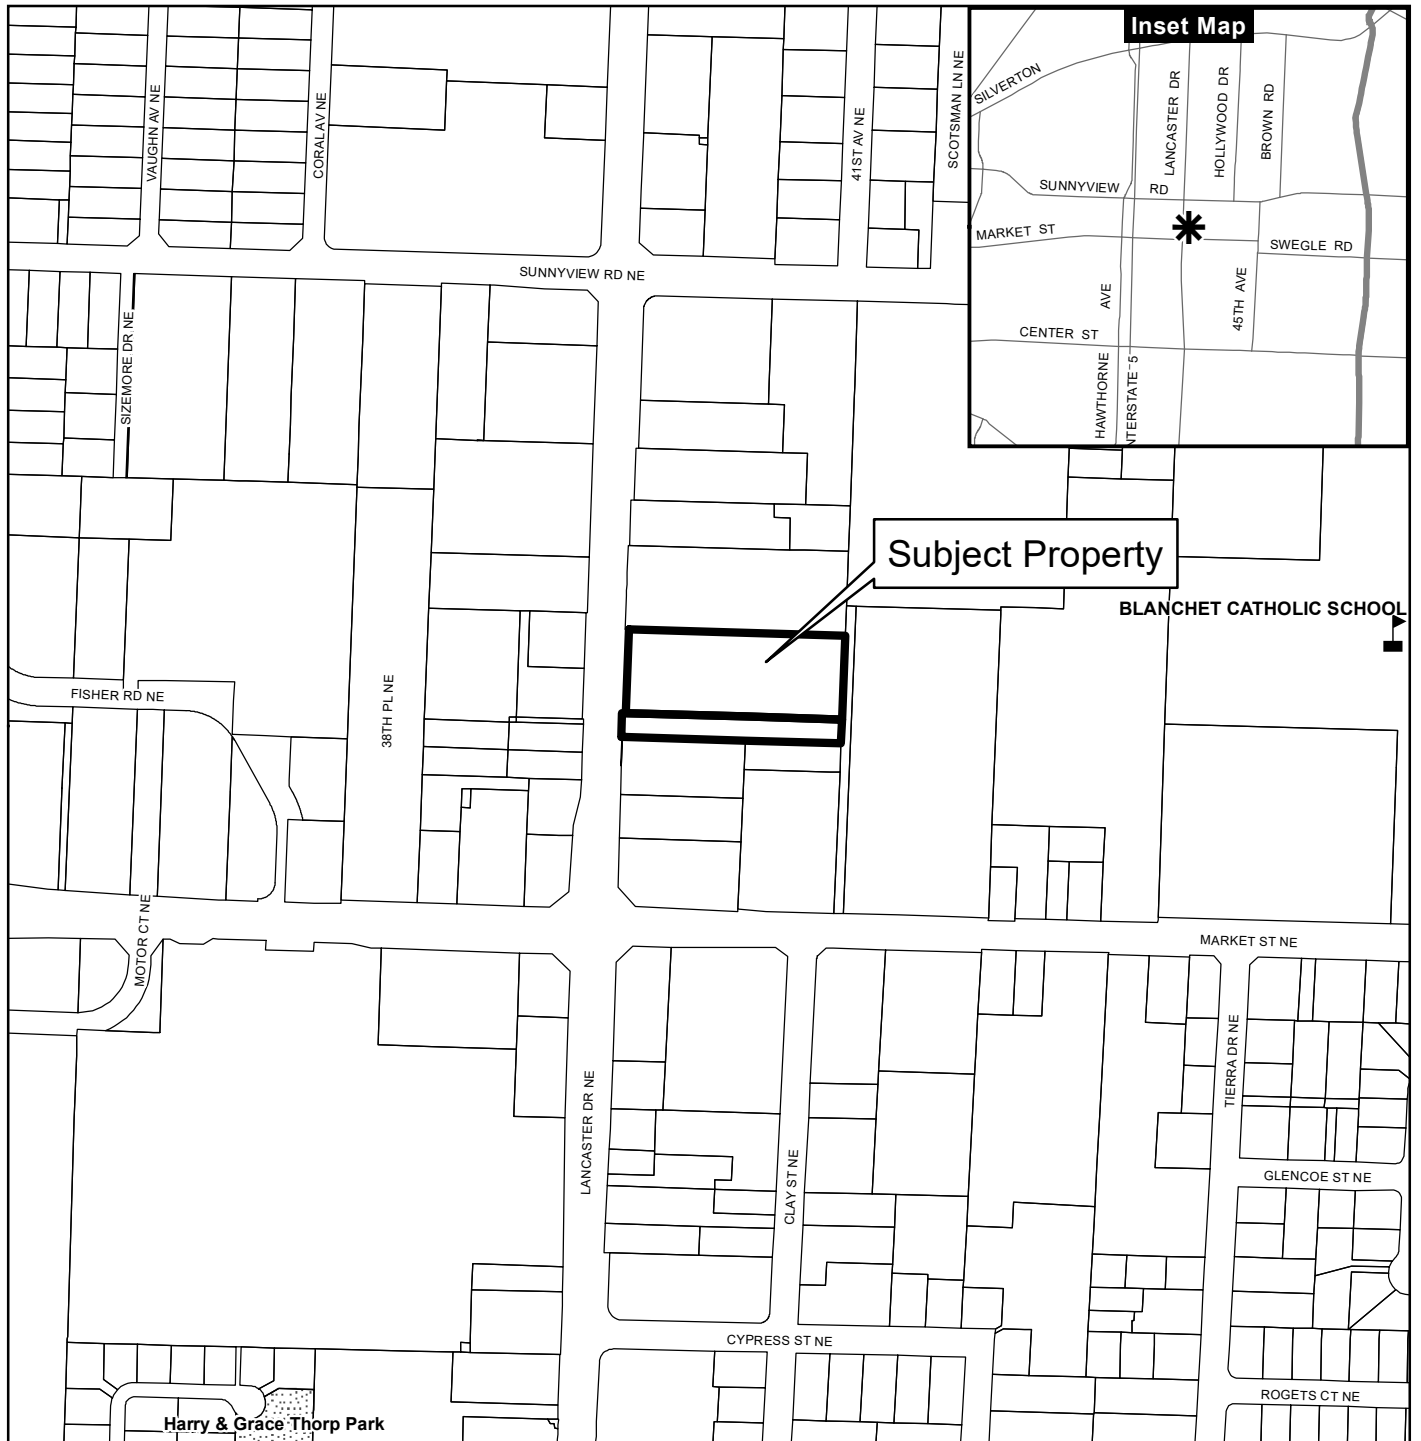 Inset Map
SILVERTON
LANCASTER DR
HOLLYWOOD DR
BROWN RD
SUNNYVIEW RD
MARKET ST
SWEGLE RD
AVE
45TH AVE
CENTER ST
HAWTHORNE
NTERSTATE 5
VAUGHN AV NE
CORAL AV NE
41ST AV NE
SCOTSMAN LN NE
SUNNYVIEW RD NE
SIZEMORE DR NE
Subject Property
BLANCHET CATHOLIC SCHOOL
FISHER RD NE
38TH PL NE
MOTOR CT NE
MARKET ST NE
TIERRA DR NE
LANCASTER DR NE
CLAY ST NE
GLENCOE ST NE
CYPRESS ST NE
ROGETS CT NE
Harry & Grace Thorp Park